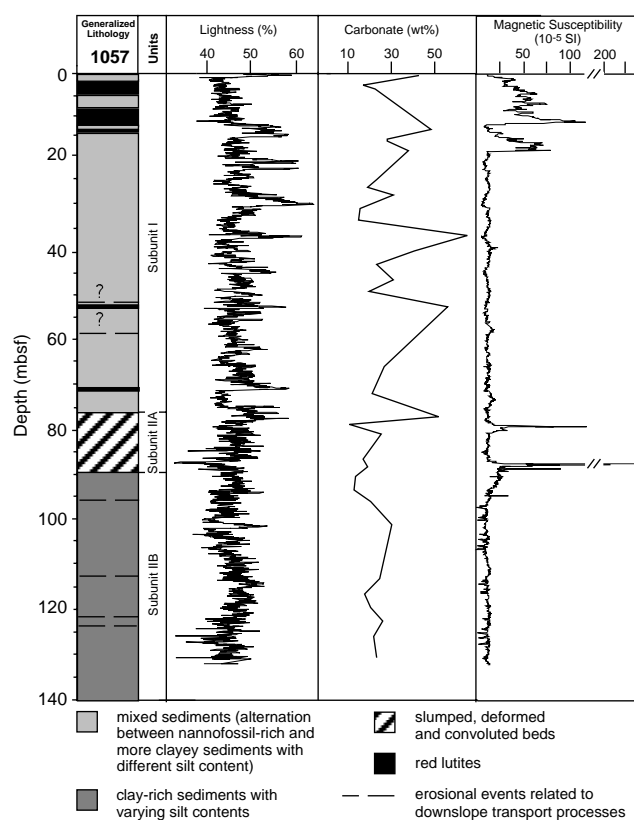 Generalized
Lithology
1057
Units
Lightness (%)
40 50 60
Carbonate (wt%)
10 30 50
Magnetic Susceptibility
(10-5 SI)
50 100 200
Depth (mbsf)
0
20
40
60
80
100
120
140
?
?
Subunit I
Subunit IIA
Subunit IIB
mixed sediments (alternation
between nannofossil-rich and
more clayey sediments with
different silt content)
clay-rich sediments with
varying silt contents
slumped, deformed
and convoluted beds
red lutites
erosional events related to
downslope transport processes